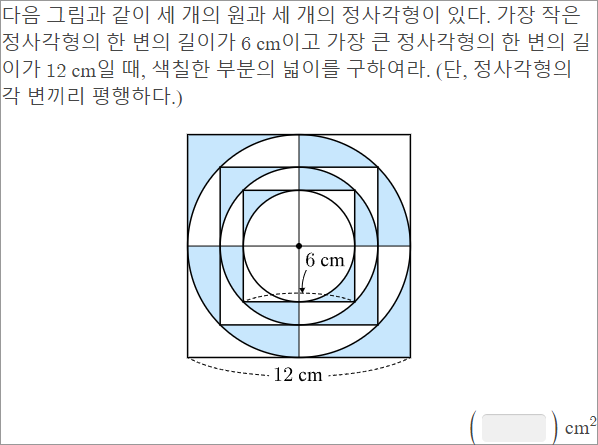 다음 그림과 같이 세 개의 원과 세 개의 정사각형이 있다. 가장 작은
정사각형의 한 변의 길이가 6 cm이고 가장 큰 정사각형의 한 변의 길
이가 12 cm일 때, 색칠한 부분의 넓이를 구하여라. (단, 정사각형의
각 변끼리 평행하다.)
6 cm
12 cm
( ) cm²